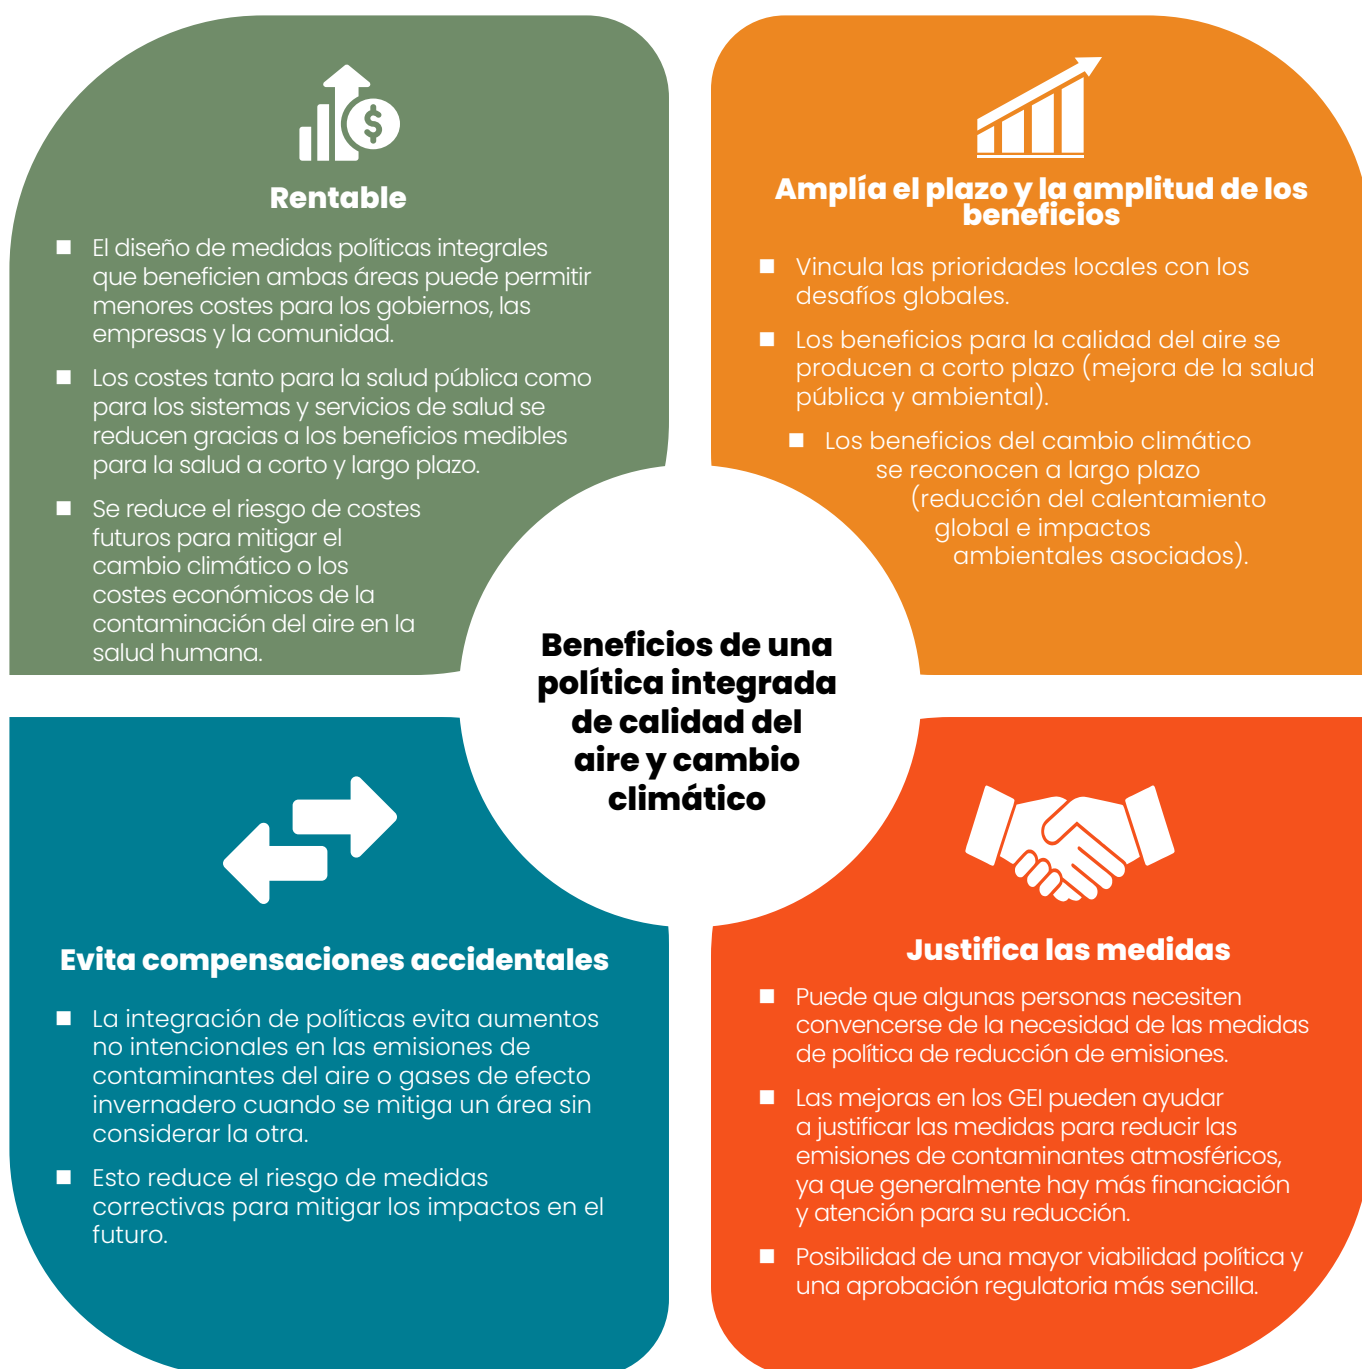 Rentable
■ El diseño de medidas políticas integrales
que beneficien ambas áreas puede permitir
menores costes para los gobiernos, las
empresas y la comunidad.
■ Los costes tanto para la salud pública como
para los sistemas y servicios de salud se
reducen gracias a los beneficios medibles
para la salud a corto y largo plazo.
■ Se reduce el riesgo de costes
futuros para mitigar el
cambio climático o los
costes económicos de la
contaminación del aire en la
salud humana.
Amplía el plazo y la amplitud de los
beneficios
■ Vincula las prioridades locales con los
desafíos globales.
■ Los beneficios para la calidad del aire se
producen a corto plazo (mejora de la salud
pública y ambiental).
■ Los beneficios del cambio climático
se reconocen a largo plazo
(reducción del calentamiento
global e impactos
ambientales asociados).
Beneficios de una
política integrada
de calidad del
aire y cambio
climático
Evita compensaciones accidentales
■ La integración de políticas evita aumentos
no intencionales en las emisiones de
contaminantes del aire o gases de efecto
invernadero cuando se mitiga un área sin
considerar la otra.
■ Esto reduce el riesgo de medidas
correctivas para mitigar los impactos en el
futuro.
Justifica las medidas
■ Puede que algunas personas necesiten
convencerse de la necesidad de las medidas
de política de reducción de emisiones.
■ Las mejoras en los GEI pueden ayudar
a justificar las medidas para reducir las
emisiones de contaminantes atmosféricos,
ya que generalmente hay más financiación
y atención para su reducción.
■ Posibilidad de una mayor viabilidad política y
una aprobación regulatoria más sencilla.